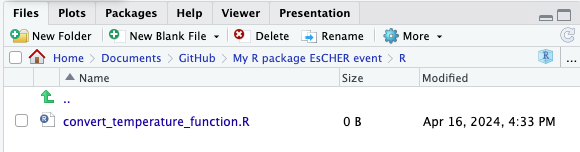 Files Plots Packages Help Viewer Presentation
New Folder New Blank File Delete Rename More
Home > Documents > GitHub > My R package EsCHER event > R R ...
Name Size Modified
..
convert_temperature_function.R 0 B Apr 16, 2024, 4:33 PM